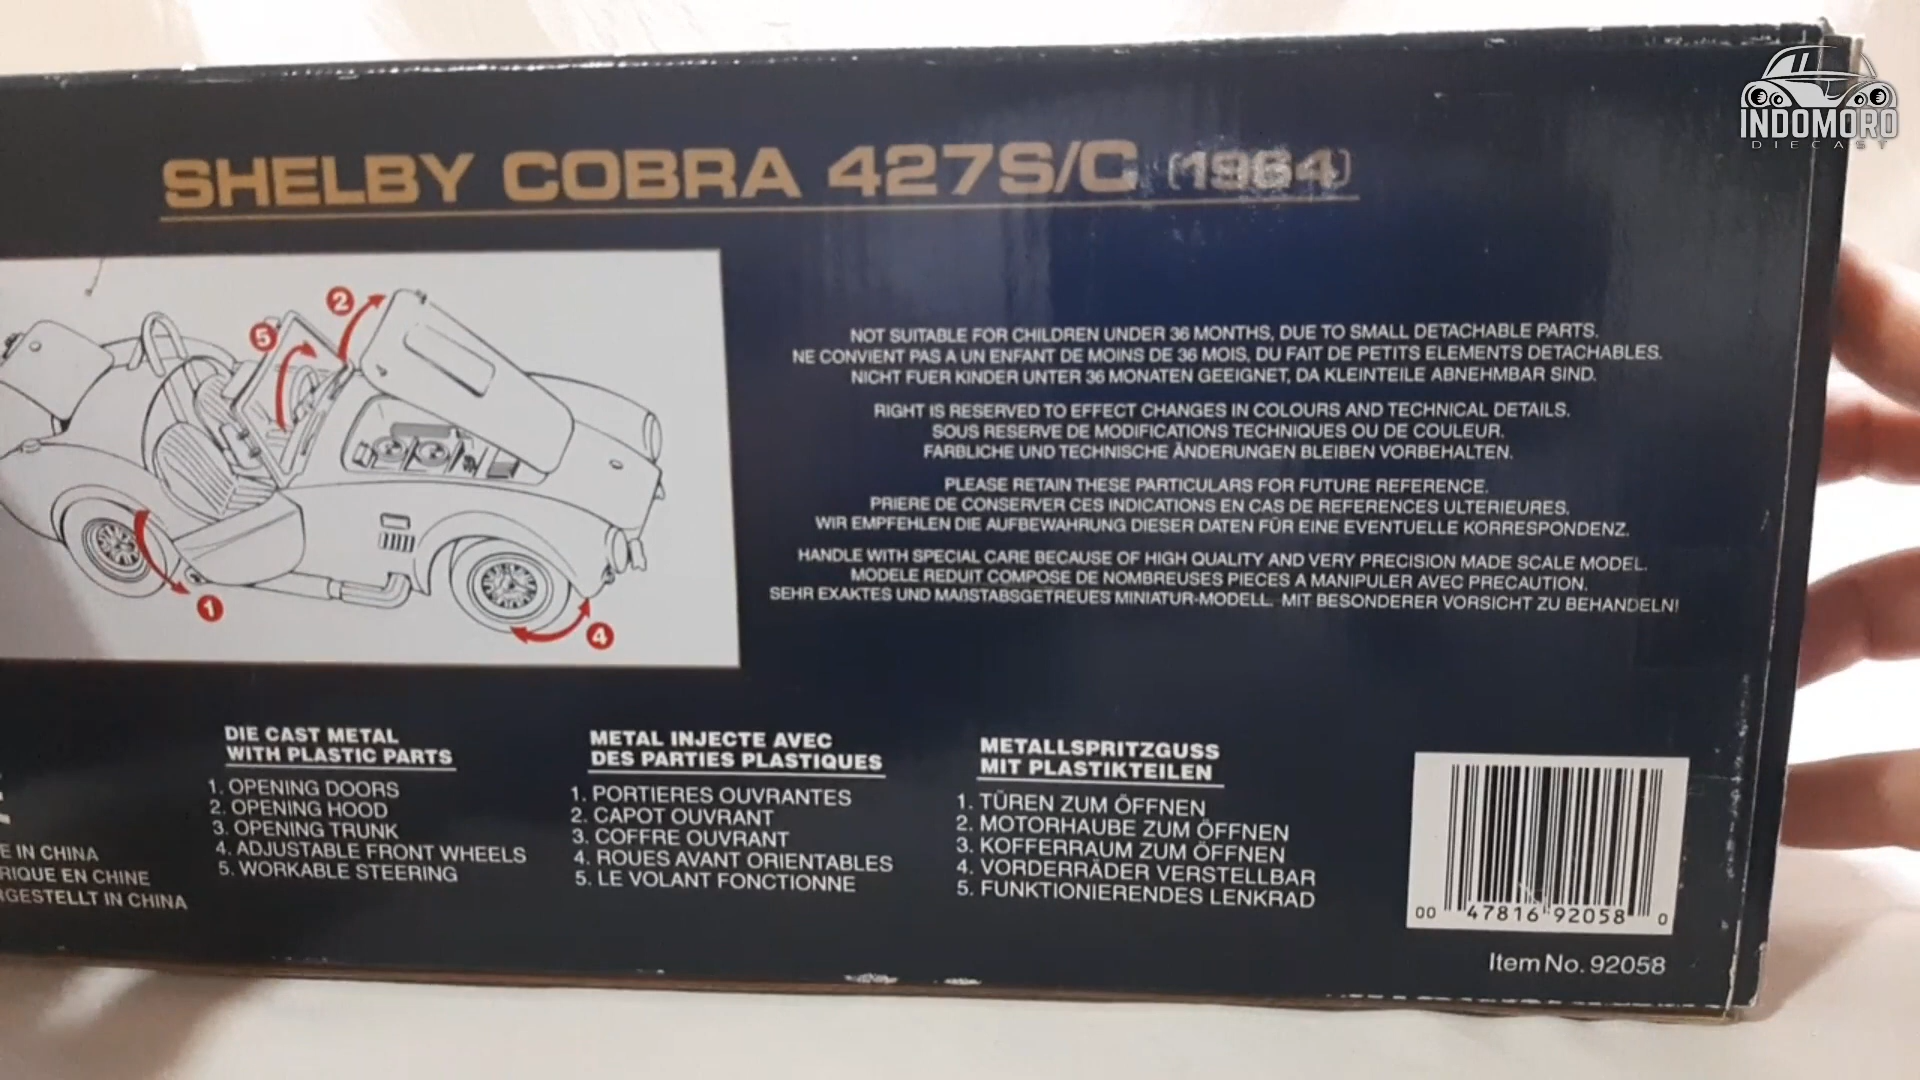 INDOMORO
DIECAST
SHELBY COBRA 427S/C (1964)
2
5
1
4
NOT SUITABLE FOR CHILDREN UNDER 36 MONTHS, DUE TO SMALL DETACHABLE PARTS.
NE CONVIENT PAS A UN ENFANT DE MOINS DE 36 MOIS, DU FAIT DE PETITS ELEMENTS DETACHABLES.
NICHT FUER KINDER UNTER 36 MONATEN GEEIGNET, DA KLEINTEILE ABNEHMBAR SIND.
RIGHT IS RESERVED TO EFFECT CHANGES IN COLOURS AND TECHNICAL DETAILS.
SOUS RESERVE DE MODIFICATIONS TECHNIQUES OU DE COULEUR.
FARBLICHE UND TECHNISCHE ÄNDERUNGEN BLEIBEN VORBEHALTEN.
PLEASE RETAIN THESE PARTICULARS FOR FUTURE REFERENCE.
PRIERE DE CONSERVER CES INDICATIONS EN CAS DE REFERENCES ULTERIEURES.
WIR EMPFEHLEN DIE AUFBEWAHRUNG DIESER DATEN FÜR EINE EVENTUELLE KORRESPONDENZ.
HANDLE WITH SPECIAL CARE BECAUSE OF HIGH QUALITY AND VERY PRECISION MADE SCALE MODEL.
MODELE REDUIT COMPOSE DE NOMBREUSES PIECES A MANIPULER AVEC PRECAUTION.
SEHR EXAKTES UND MAßSTABSGETREUES MINIATUR-MODELL. MIT BESONDERER VORSICHT ZU BEHANDELN!
E IN CHINA
RIQUE EN CHINE
RGESTELLT IN CHINA
DIE CAST METAL
WITH PLASTIC PARTS
1. OPENING DOORS
2. OPENING HOOD
3. OPENING TRUNK
4. ADJUSTABLE FRONT WHEELS
5. WORKABLE STEERING
METAL INJECTE AVEC
DES PARTIES PLASTIQUES
1. PORTIERES OUVRANTES
2. CAPOT OUVRANT
3. COFFRE OUVRANT
4. ROUES AVANT ORIENTABLES
5. LE VOLANT FONCTIONNE
METALLSPRITZGUSS
MIT PLASTIKTEILEN
1. TÜREN ZUM ÖFFNEN
2. MOTORHAUBE ZUM ÖFFNEN
3. KOFFERRAUM ZUM ÖFFNEN
4. VORDERRÄDER VERSTELLBAR
5. FUNKTIONIERENDES LENKRAD
00 47816 92058 0
Item No. 92058